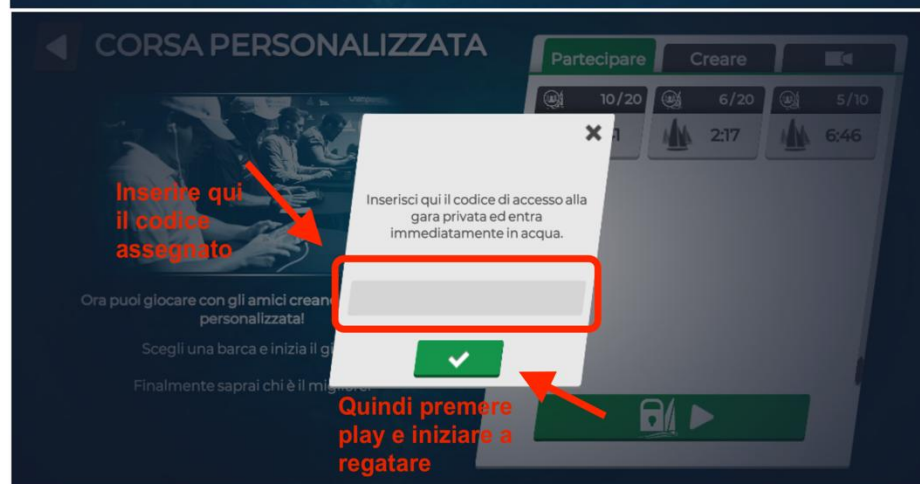 CORSA PERSONALIZZATA
Partecipare
Creare
10/20
6/20
5/10
2:17
6:46
Inserisci qui il codice di accesso alla
gara privata ed entra
immediatamente in acqua.
Inserire qui
il codice
assegnato
Ora puoi giocare con gli amici
personalizzata!
Scegli una barca e inizia il
Finalmente saprai chi è il
Quindi premere
play e iniziare a
regatare